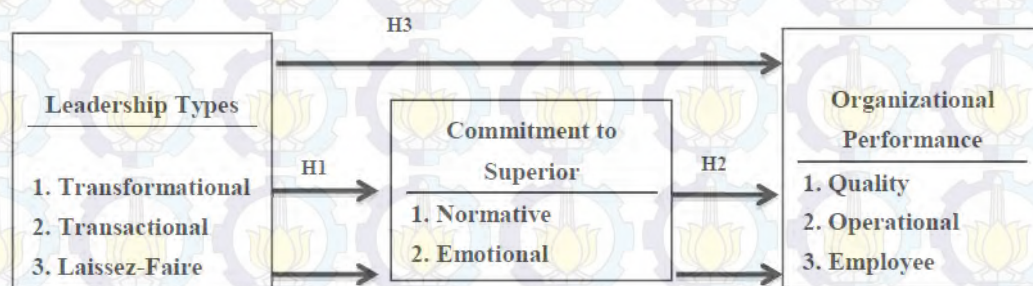 H3
Leadership Types
1. Transformational
2. Transactional
3. Laissez-Faire
H1
Commitment to
Superior
1. Normative
2. Emotional
H2
Organizational
Performance
1. Quality
2. Operational
3. Employee